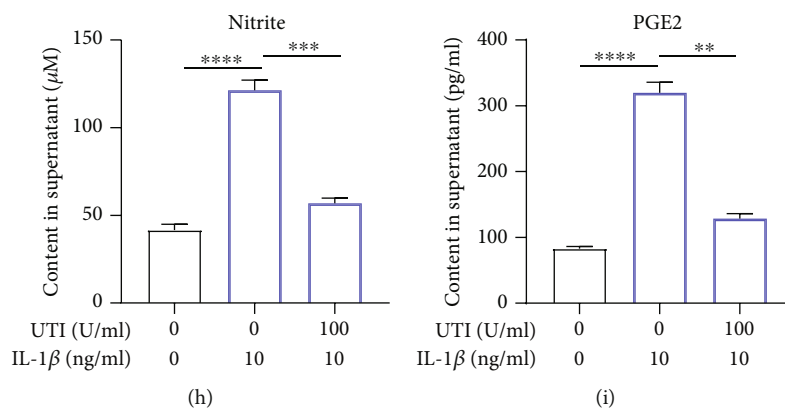 Nitrite
**** ***
Content in supernatant (μM)
150
100
50
0
UTI (U/ml) 0 0 100
IL-1β (ng/ml) 0 10 10
(h)
PGE2
**** **
Content in supernatant (pg/ml)
400
300
200
100
0
UTI (U/ml) 0 0 100
IL-1β (ng/ml) 0 10 10
(i)